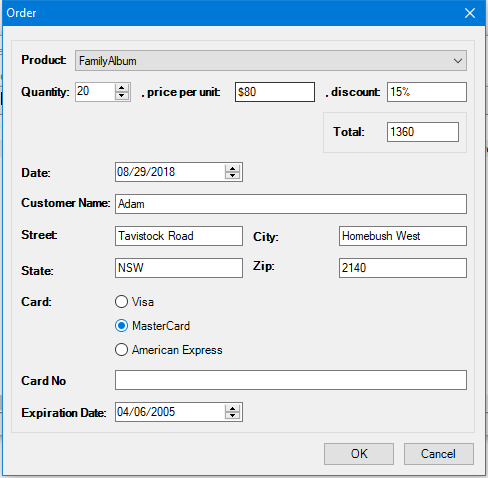 Order
Product: FamilyAlbum
Quantity: 20 , price per unit: $80 , discount: 15%
Total: 1360
Date: 08/29/2018
Customer Name: Adam
Street: Tavistock Road City: Homebush West
State: NSW Zip: 2140
Card: Visa
MasterCard
American Express
Card No
Expiration Date: 04/06/2005
OK Cancel